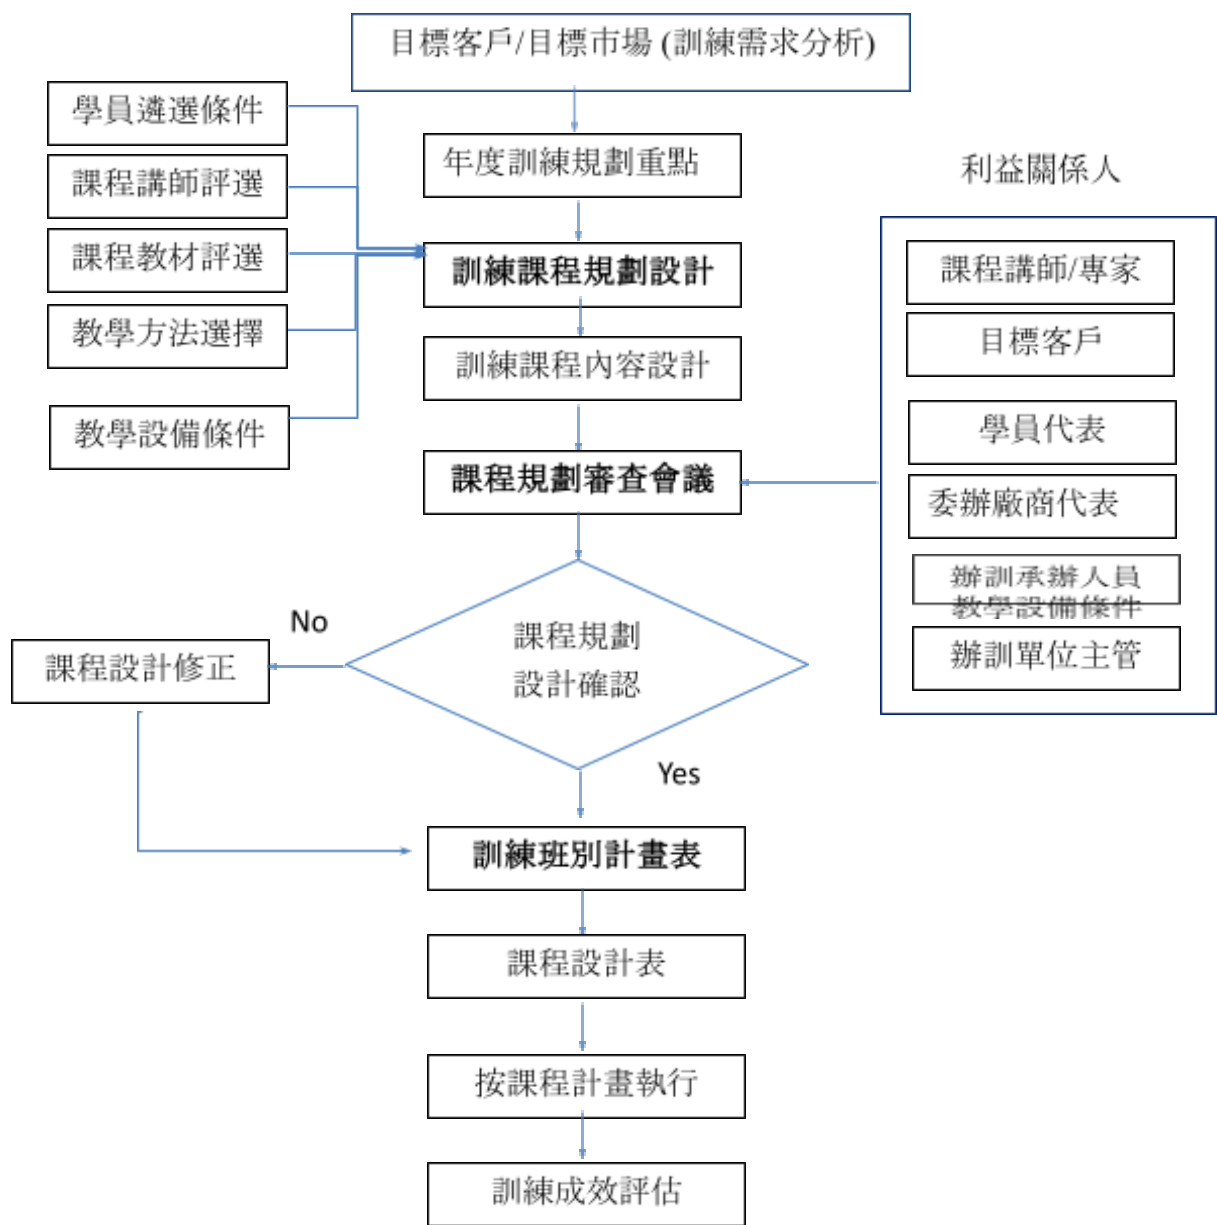 目標客戶/目標市場 (訓練需求分析)
學員遴選條件
課程講師評選
課程教材評選
教學方法選擇
教學設備條件
年度訓練規劃重點
訓練課程規劃設計
訓練課程內容設計
課程規劃審查會議
利益關係人
課程講師/專家
目標客戶
學員代表
委辦廠商代表
辦訓承辦人員
教學設備條件
辦訓單位主管
課程規劃
設計確認
No
課程設計修正
Yes
訓練班別計畫表
課程設計表
按課程計畫執行
訓練成效評估